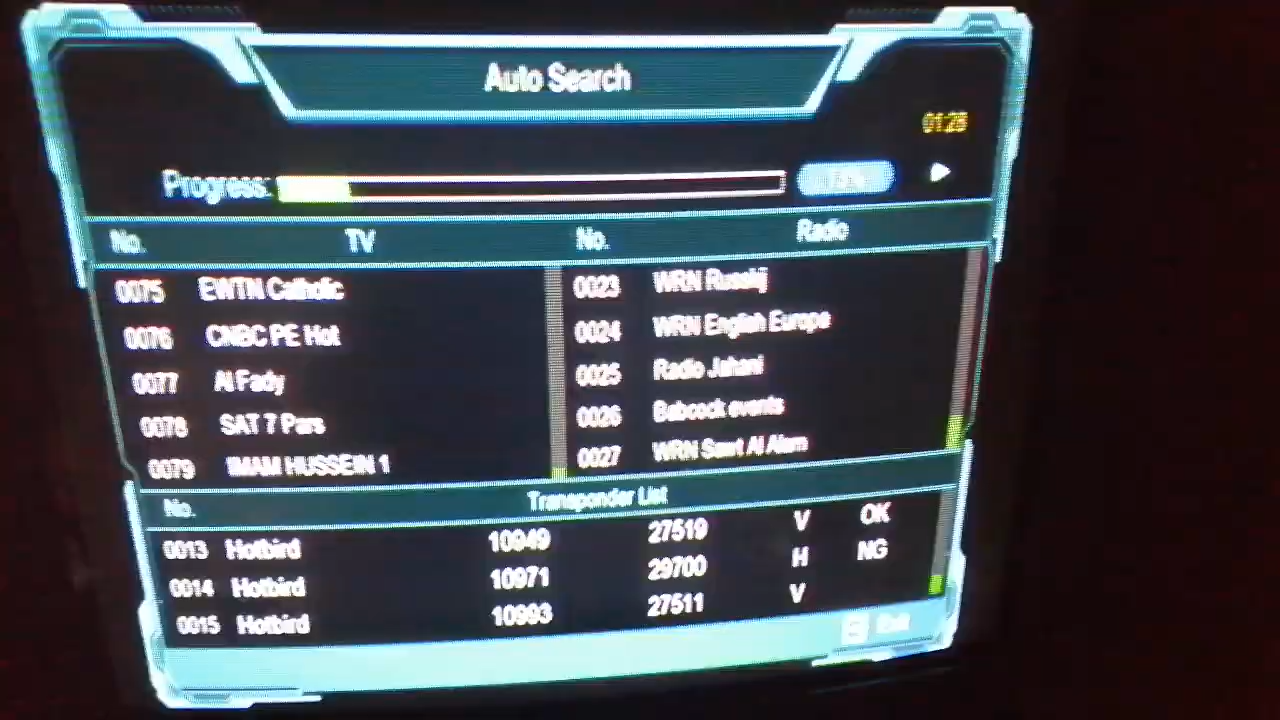 Auto Search
01:28
Progress:
No. TV No. Radio
0075 EWTN Catholic 0023 WRN Russkij
0076 CNBC PE Hot 0024 WRN English Europe
0077 Al Fady 0025 Radio Juhani
0078 SAT 7 Pars 0026 Babcock events
0079 IMAM HUSSEIN 1 0027 WRN Sawt Al Alam
No. Transponder List
0013 Hotbird 10949 27519 V OK
0014 Hotbird 10971 29700 H NG
0015 Hotbird 10993 27511 V
Exit